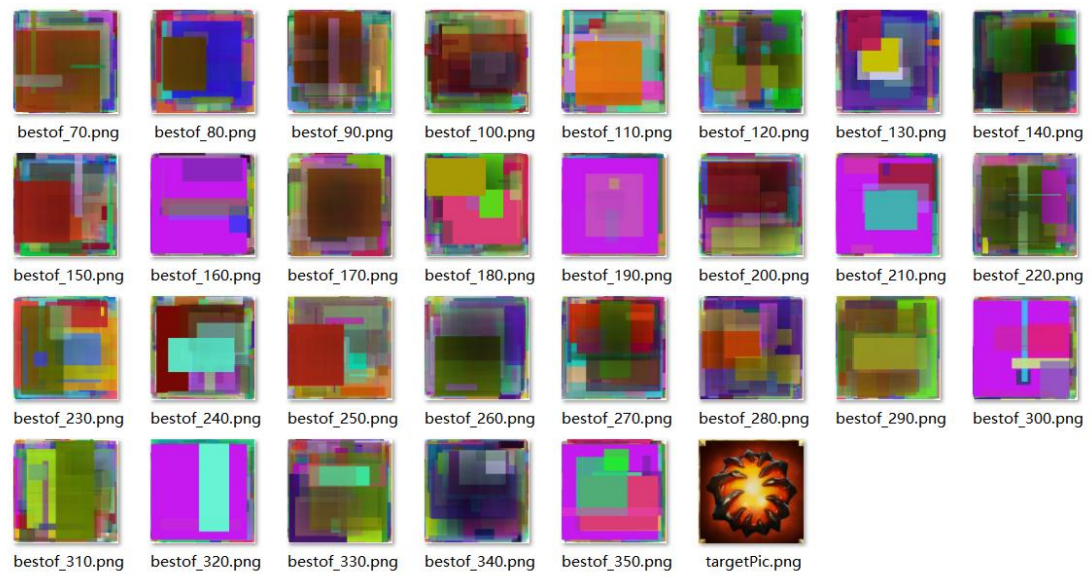 bestof_70.png bestof_80.png bestof_90.png bestof_100.png bestof_110.png bestof_120.png bestof_130.png bestof_140.png
bestof_150.png bestof_160.png bestof_170.png bestof_180.png bestof_190.png bestof_200.png bestof_210.png bestof_220.png
bestof_230.png bestof_240.png bestof_250.png bestof_260.png bestof_270.png bestof_280.png bestof_290.png bestof_300.png
bestof_310.png bestof_320.png bestof_330.png bestof_340.png bestof_350.png targetPic.png